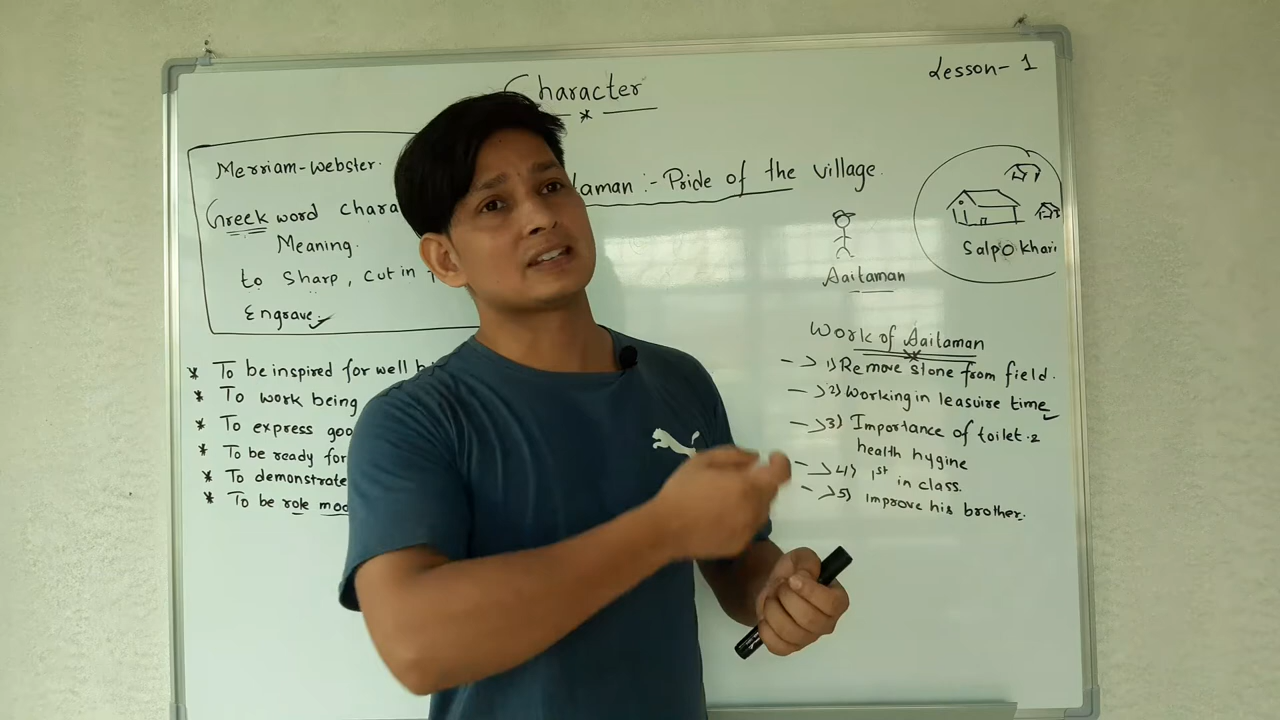 Character
Lesson- 1
Merriam-webster.
Greek word chara
Meaning.
to sharp, cut in
Engrave.
* To be inspired for well b
* To work being
* To express goo
* To be ready for
* To demonstrate
* To be role mod
taman :- Pride of the village.
Aaitaman
Salpokhari
Work of Aaitaman
-> 1) Remove stone from field.
-> 2) Working in leasuire time
-> 3) Importance of toilet.2
health hygine
-> 4) 1st in class.
-> 5) improve his brother.